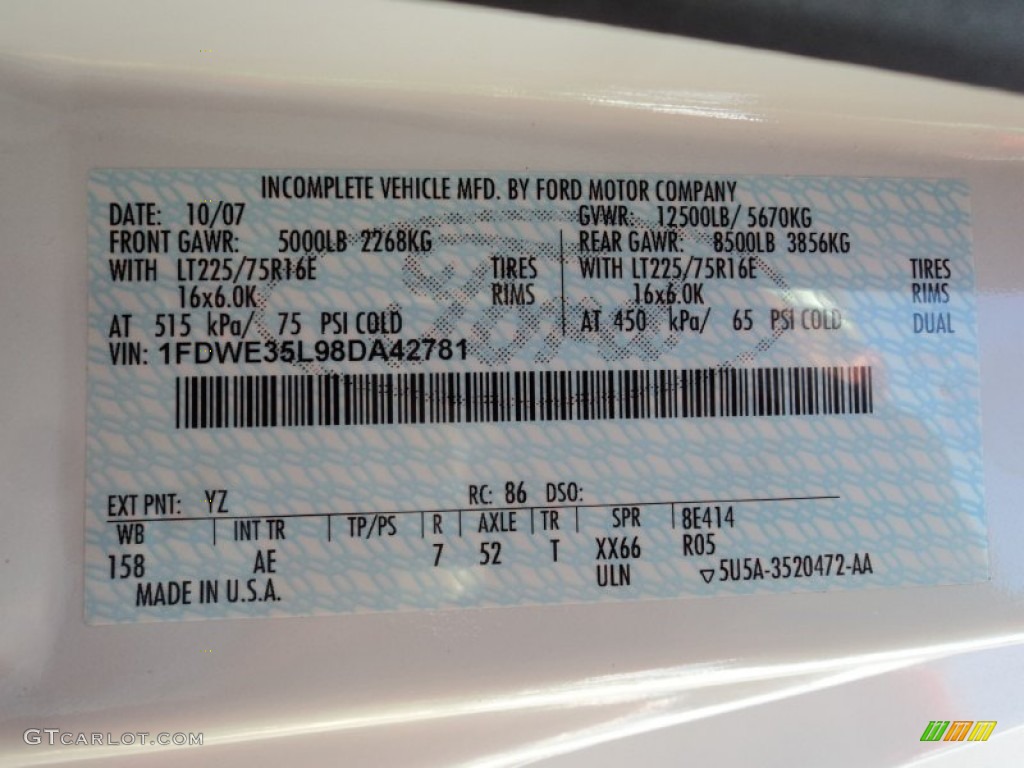 INCOMPLETE VEHICLE MFD. BY FORD MOTOR COMPANY
DATE: 10/07 GVWR: 12500LB/ 5670KG
FRONT GAWR: 5000LB 2268KG REAR GAWR: 8500LB 3856KG
WITH LT225/75R16E TIRES WITH LT225/75R16E TIRES
16x6.0K RIMS 16x6.0K RIMS
AT 515 kPa/ 75 PSI COLD AT 450 kPa/ 65 PSI COLD DUAL
VIN: 1FDWE35L98DA42781
Ford
EXT PNT: YZ RC: 86 DSO:
WB INT TR TP/PS R AXLE TR SPR 8E414
158 AE 7 52 T XX66 R05
ULN ▽5U5A-3520472-AA
MADE IN U.S.A.
GTCARLOT.COM